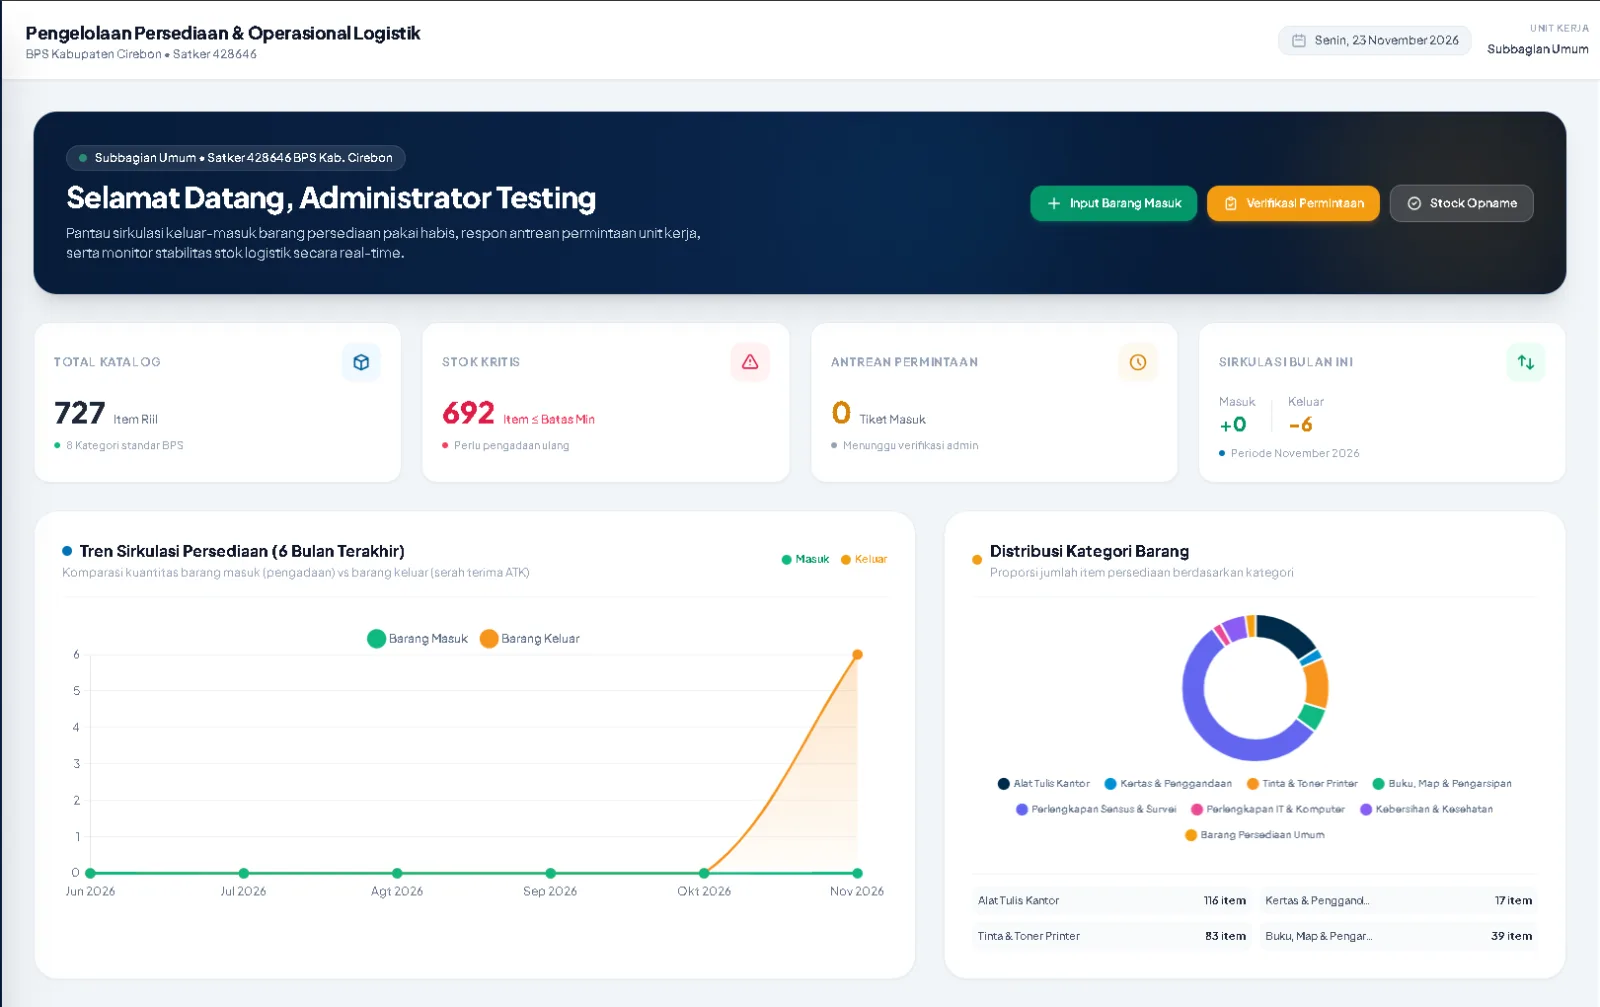 Pengelolaan Persediaan & Operasional Logistik
BPS Kabupaten Cirebon • Satker 428646
Senin, 23 November 2026
UNIT KERJA
Subbagian Umum
Subbagian Umum • Satker 428646 BPS Kab. Cirebon
Selamat Datang, Administrator Testing
Pantau sirkulasi keluar-masuk barang persediaan pakai habis, respon antrean permintaan unit kerja,
serta monitor stabilitas stok logistik secara real-time.
Input Barang Masuk
Verifikasi Permintaan
Stock Opname
TOTAL KATALOG
727 Item Riil
8 Kategori standar BPS
STOK KRITIS
692 Item ≤ Batas Min
Perlu pengadaan ulang
ANTREAN PERMINTAAN
0 Tiket Masuk
Menunggu verifikasi admin
SIRKULASI BULAN INI
Masuk Keluar
+0 -6
Periode November 2026
Tren Sirkulasi Persediaan (6 Bulan Terakhir)
Komparasi kuantitas barang masuk (pengadaan) vs barang keluar (serah terima ATK)
Masuk Keluar
Barang Masuk Barang Keluar
6
5
4
3
2
1
0
Jun 2026 Jul 2026 Agt 2026 Sep 2026 Okt 2026 Nov 2026
Distribusi Kategori Barang
Proporsi jumlah item persediaan berdasarkan kategori
Alat Tulis Kantor Kertas & Penggandaan Tinta & Toner Printer Buku, Map & Pengarsipan
Perlengkapan Sensus & Survei Perlengkapan IT & Komputer Kebersihan & Kesehatan
Barang Persediaan Umum
Alat Tulis Kantor 116 item Kertas & Penggand... 17 item
Tinta & Toner Printer 83 item Buku, Map & Pengar... 39 item